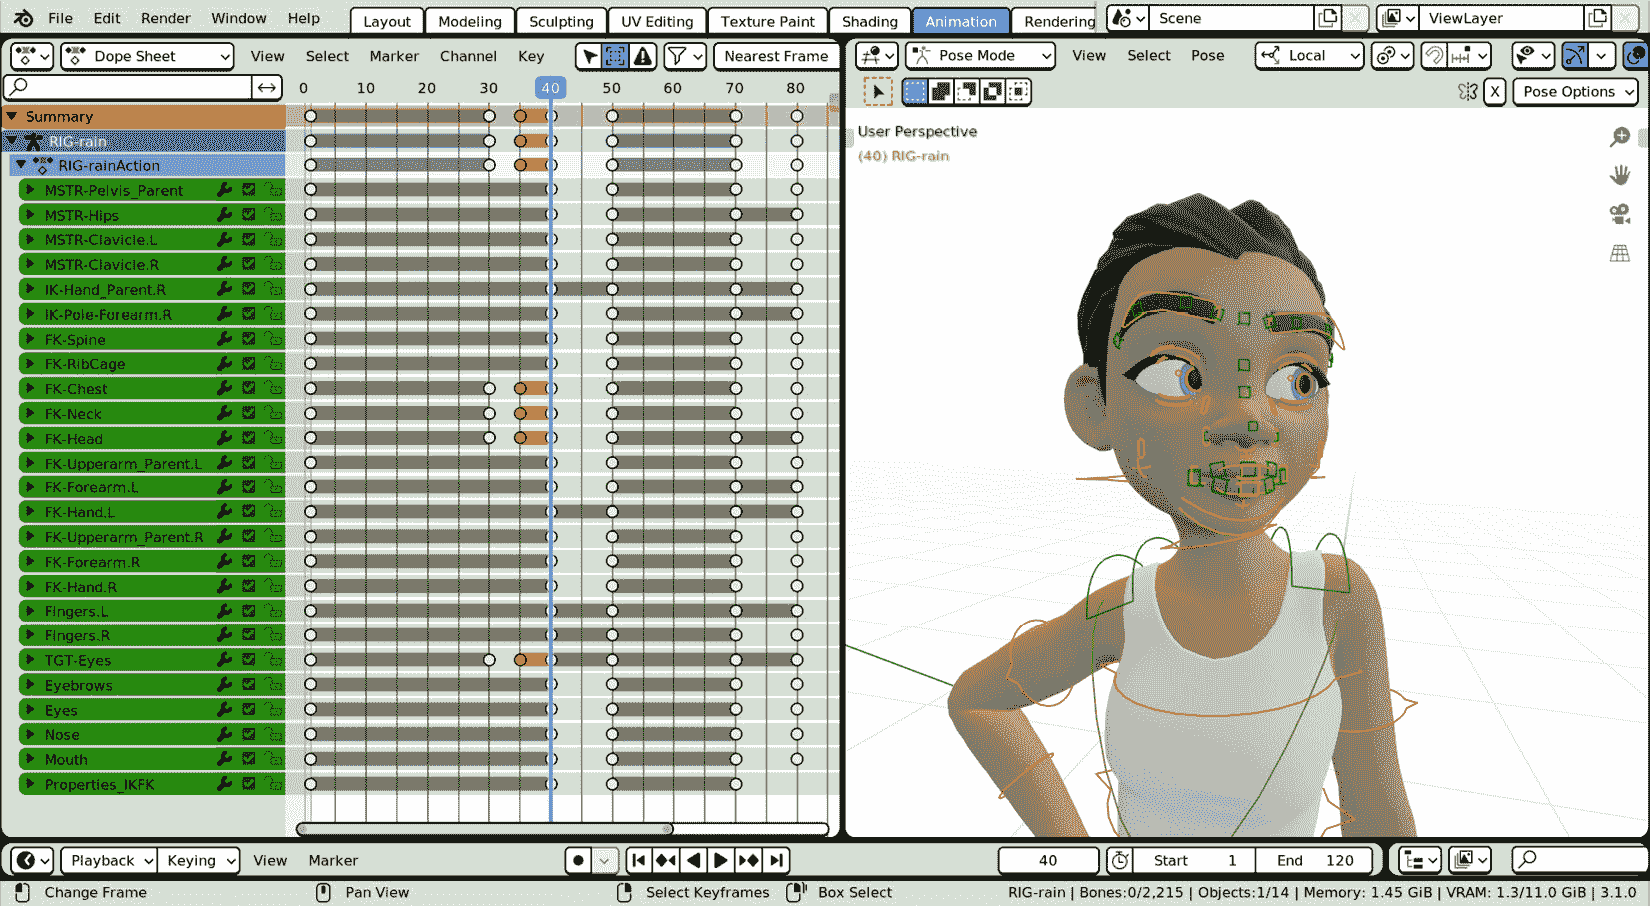 File Edit Render Window Help Layout Modeling Sculpting UV Editing Texture Paint Shading Animation Rendering Scene ViewLayer
Dope Sheet View Select Marker Channel Key Nearest Frame
0 10 20 30 40 50 60 70 80
Summary
RIG-rain
RIG-rainAction
MSTR-Pelvis_Parent
MSTR-Hips
MSTR-Clavicle.L
MSTR-Clavicle.R
IK-Hand_Parent.R
IK-Pole-Forearm.R
FK-Spine
FK-RibCage
FK-Chest
FK-Neck
FK-Head
FK-Upperarm_Parent.L
FK-Forearm.L
FK-Hand.L
FK-Upperarm_Parent.R
FK-Forearm.R
FK-Hand.R
Fingers.L
Fingers.R
TGT-Eyes
Eyebrows
Eyes
Nose
Mouth
Properties_IKFK
Pose Mode View Select Pose Local
X Pose Options
User Perspective
(40) RIG-rain
Playback Keying View Marker 40 Start 1 End 120
Change Frame Pan View Select Keyframes Box Select RIG-rain | Bones:0/2,215 | Objects:1/14 | Memory: 1.45 GiB | VRAM: 1.3/11.0 GiB | 3.1.0